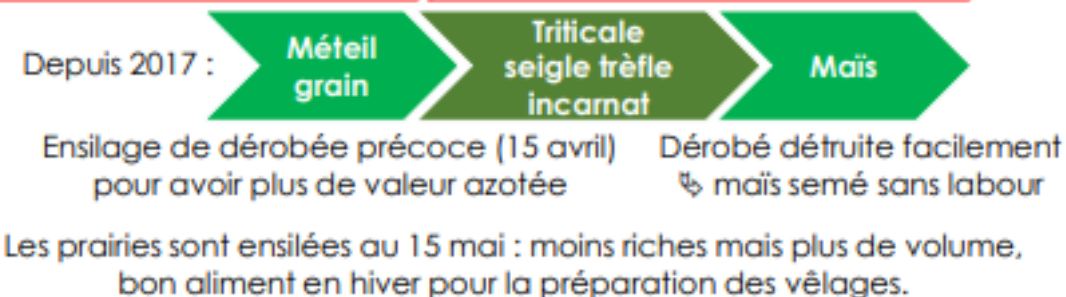 Depuis 2017 :
Méteil
grain
Triticale
seigle trèfle
incarnat
Maïs
Ensilage de dérobée précoce (15 avril)
pour avoir plus de valeur azotée
Dérobé détruite facilement
↳ maïs semé sans labour
Les prairies sont ensilées au 15 mai : moins riches mais plus de volume,
bon aliment en hiver pour la préparation des vêlages.